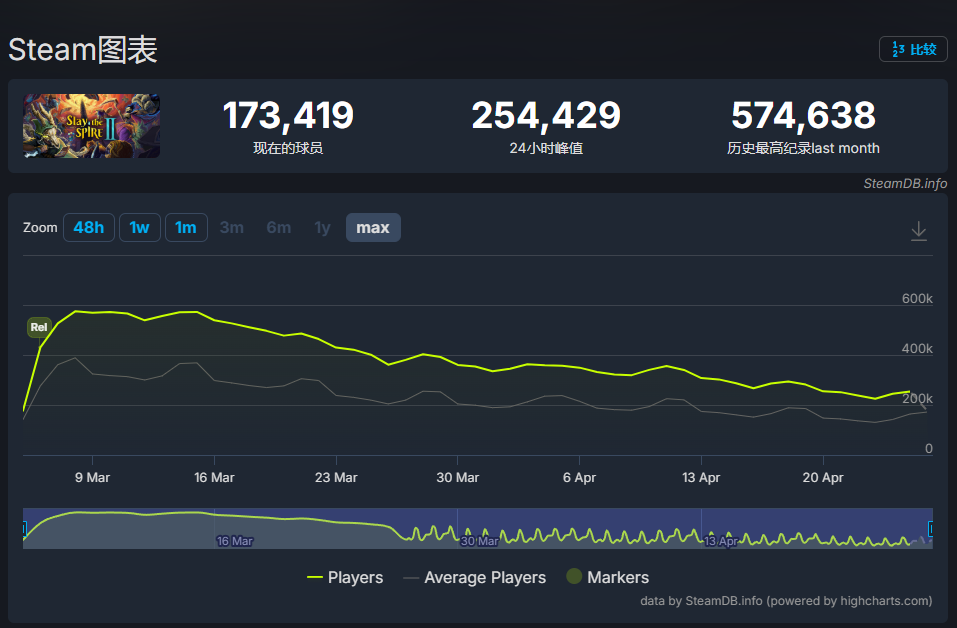 Steam图表
比较
Slay the
SPIRE II
173,419
254,429
574,638
现在的球员
24小时峰值
历史最高纪录last month
SteamDB.info
Zoom 48h 1w 1m 3m 6m 1y max
600k
Rel
400k
200k
0
9 Mar 16 Mar 23 Mar 30 Mar 6 Apr 13 Apr 20 Apr
16 Mar 30 Mar 13 Apr
Players Average Players Markers
data by SteamDB.info (powered by highcharts.com)